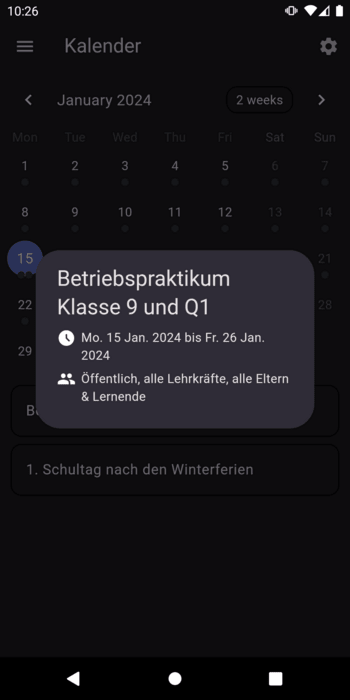 10:26
Kalender
January 2024
2 weeks
Mon Tue Wed Thu Fri Sat Sun
1 2 3 4 5 6 7
8 9 10 11 12 13 14
15 21
22 28
29
Betriebspraktikum
Klasse 9 und Q1
Mo. 15 Jan. 2024 bis Fr. 26 Jan.
2024
Öffentlich, alle Lehrkräfte, alle Eltern
& Lernende
1. Schultag nach den Winterferien